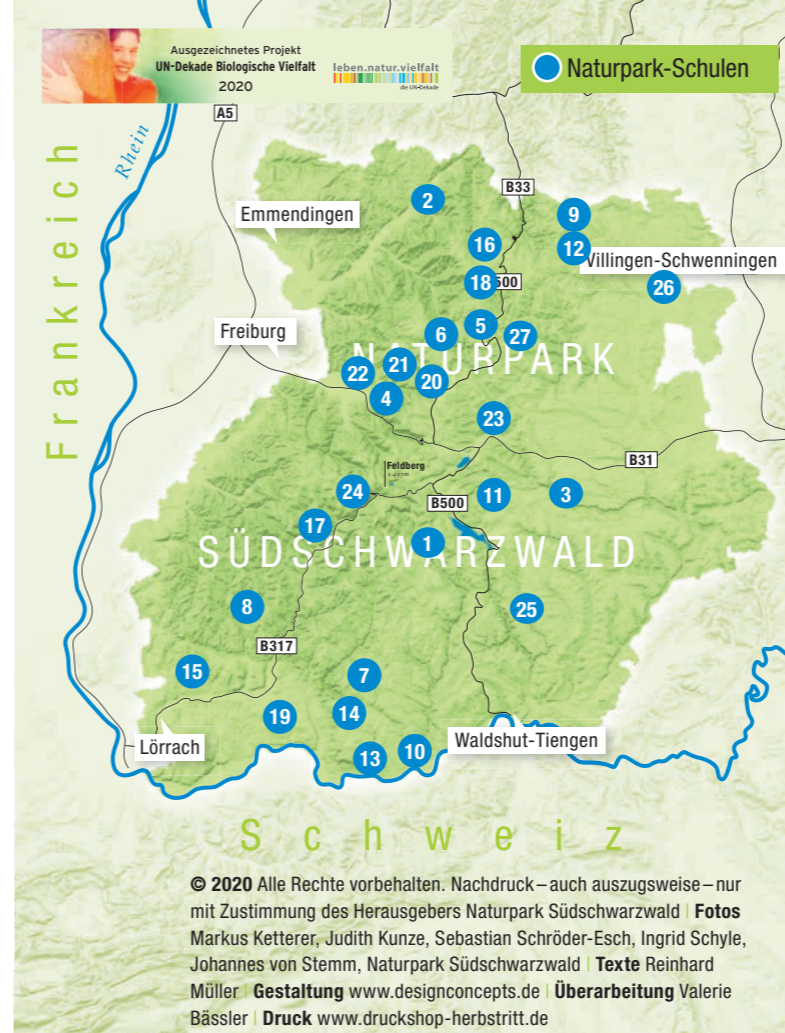 Ausgezeichnetes Projekt
UN-Dekade Biologische Vielfalt
2020
leben.natur.vielfalt
die UN-Dekade
Naturpark-Schulen
A5
Rhein
Frankreich
B33
2
9
Emmendingen
16
12
Villingen-Schwenningen
18
500
26
5
Freiburg
6
27
NATURPARK
21
22
20
4
23
B31
Feldberg
24
11
3
B500
17
1
SÜDSCHWARZWALD
8
25
B317
15
7
14
19
Lörrach
Waldshut-Tiengen
10
13
Schweiz
© 2020 Alle Rechte vorbehalten. Nachdruck – auch auszugsweise – nur
mit Zustimmung des Herausgebers Naturpark Südschwarzwald | Fotos
Markus Ketterer, Judith Kunze, Sebastian Schröder-Esch, Ingrid Schyle,
Johannes von Stemm, Naturpark Südschwarzwald | Texte Reinhard
Müller | Gestaltung www.designconcepts.de | Überarbeitung Valerie
Bässler | Druck www.druckshop-herbstritt.de